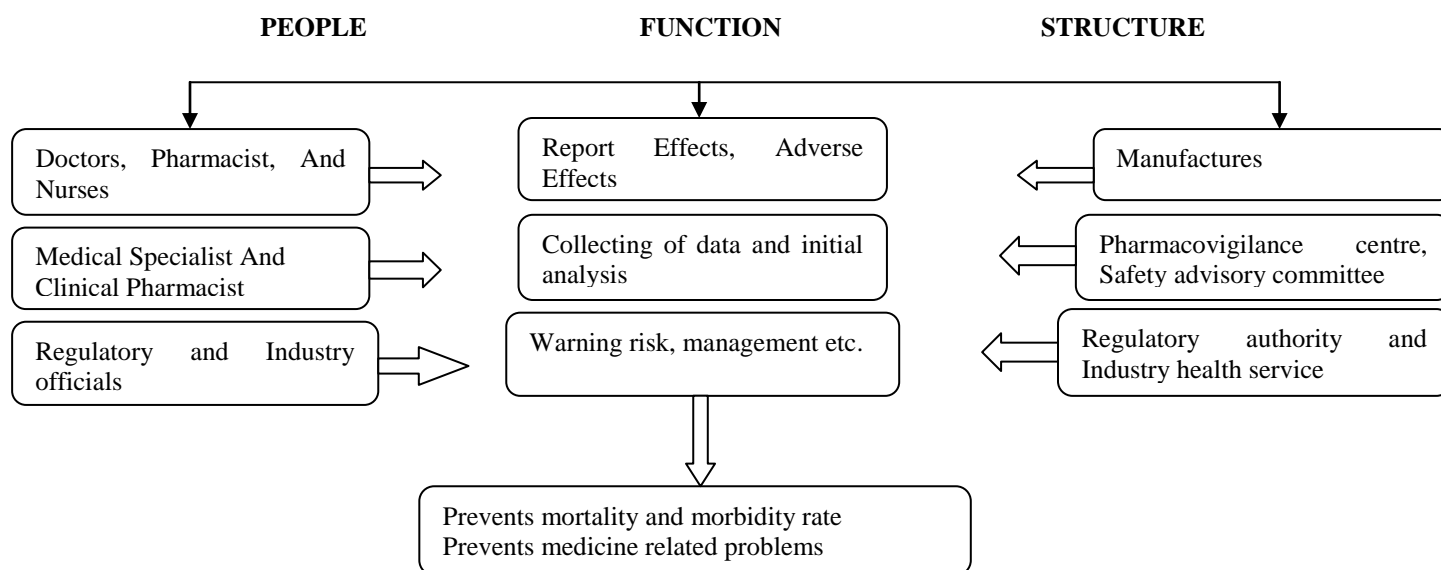 PEOPLE FUNCTION STRUCTURE
Doctors, Pharmacist, And
Nurses
Report Effects, Adverse
Effects
Manufactures
Medical Specialist And
Clinical Pharmacist
Collecting of data and initial
analysis
Pharmacovigilance centre,
Safety advisory committee
Regulatory and Industry
officials
Warning risk, management etc.
Regulatory authority and
Industry health service
Prevents mortality and morbidity rate
Prevents medicine related problems